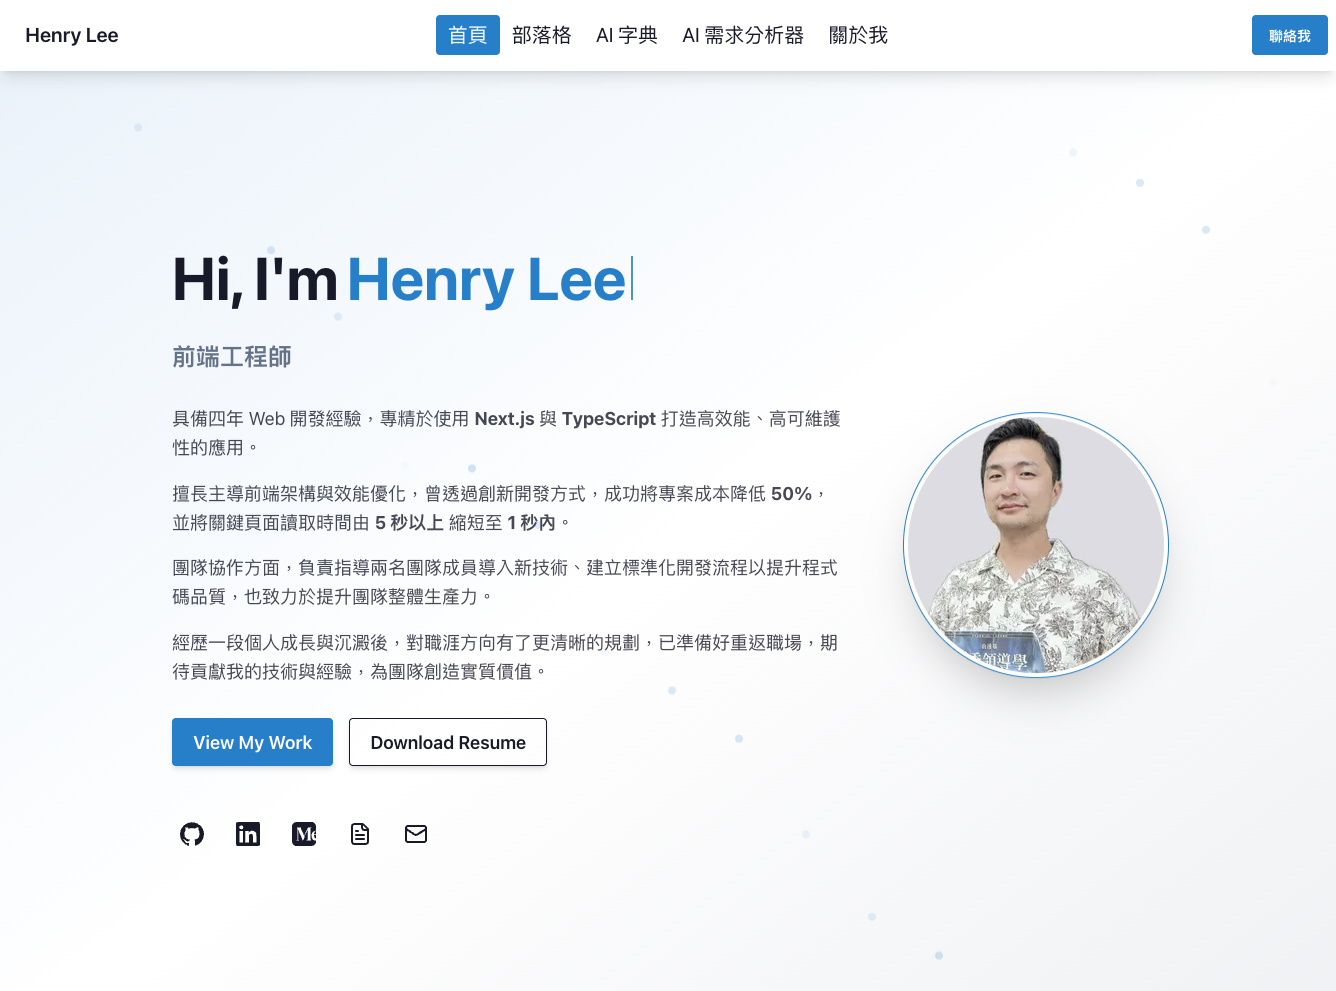 Henry Lee
首頁 部落格 AI 字典 AI 需求分析器 關於我
聯絡我
Hi, I'm Henry Lee
前端工程師
具備四年 Web 開發經驗，專精於使用 Next.js 與 TypeScript 打造高效能、高可維護
性的應用。
擅長主導前端架構與效能優化，曾透過創新開發方式，成功將專案成本降低 50%，
並將關鍵頁面讀取時間由 5 秒以上 縮短至 1 秒內。
團隊協作方面，負責指導兩名團隊成員導入新技術、建立標準化開發流程以提升程式
碼品質，也致力於提升團隊整體生產力。
經歷一段個人成長與沉澱後，對職涯方向有了更清晰的規劃，已準備好重返職場，期
待貢獻我的技術與經驗，為團隊創造實質價值。
領導學
View My Work
Download Resume
in
Me